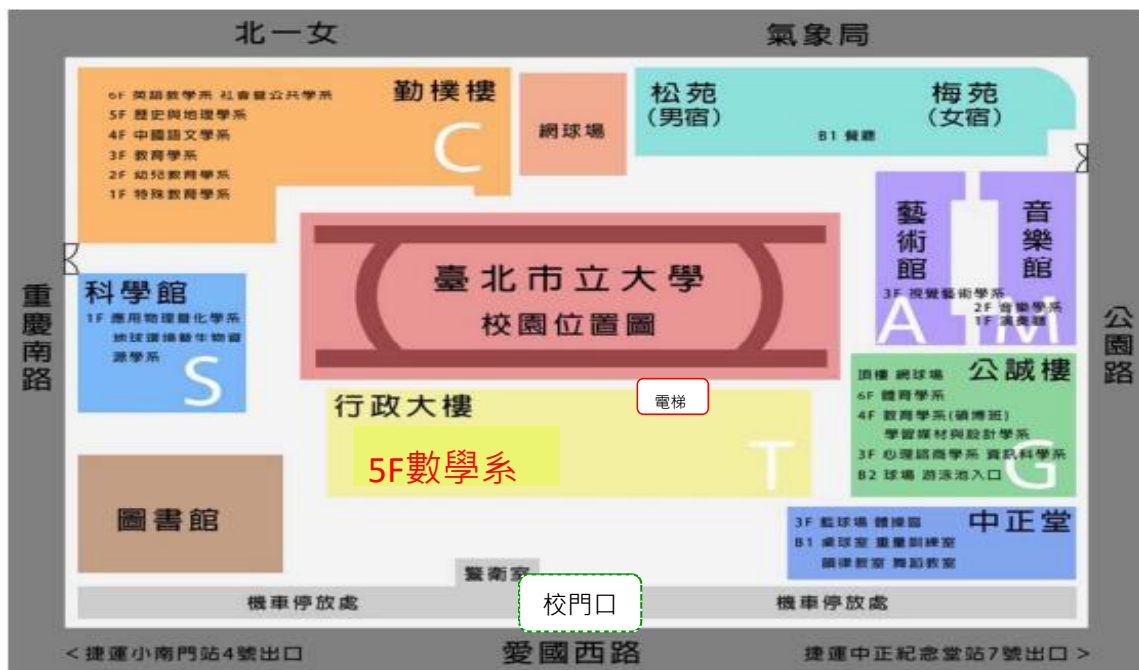 北一女
氣象局
勤樸樓
6F 英語教學系 社會暨公共學系
5F 歷史與地理學系
4F 中國語文學系
3F 教育學系
2F 幼兒教育學系
1F 特殊教育學系
C
網球場
松苑
(男宿)
梅苑
(女宿)
B1 餐廳
藝術館
音樂館
3F 視覺藝術學系
2F 音樂學系
1F 演奏廳
A
M
臺北市立大學
校園位置圖
重慶南路
公園路
科學館
1F 應用物理暨化學系
地球環境暨生物資
源學系
S
行政大樓
電梯
5F數學系
T
公誠樓
頂樓 網球場
6F 體育學系
4F 教育學系(碩博班)
學習媒材與設計學系
3F 心理諮商學系 資訊科學系
B2 球場 游泳池入口
G
圖書館
中正堂
3F 籃球場 體操區
B1 桌球室 重量訓練室
韻律教室 舞蹈教室
警衛室
機車停放處
校門口
機車停放處
<捷運小南門站4號出口
愛國西路
捷運中正紀念堂站7號出口>